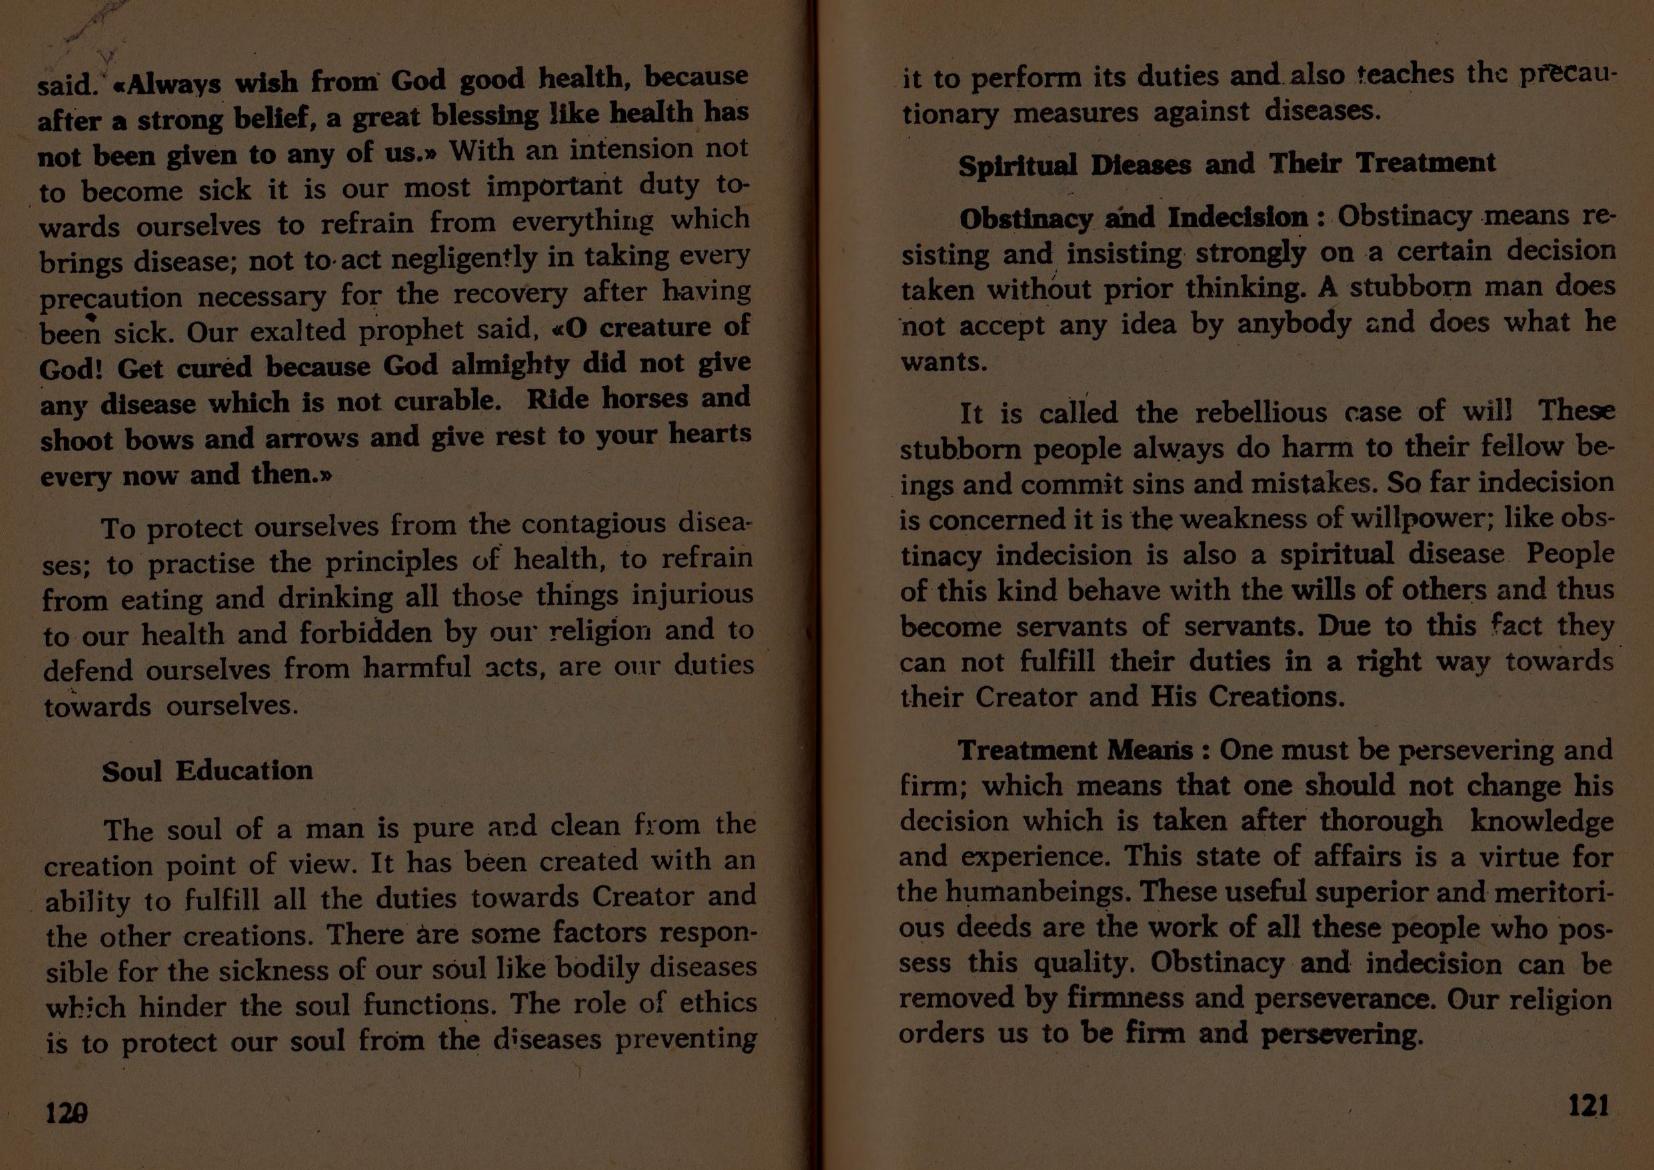 said. «Always wish from God good health, because
after a strong belief, a great blessing like health has
not been given to any of us.» With an intension not
to become sick it is our most important duty to-
wards ourselves to refrain from everything which
brings disease; not to act negligently in taking every
precaution necessary for the recovery after having
been sick. Our exalted prophet said, «O creature of
God! Get cured because God almighty did not give
any disease which is not curable. Ride horses and
shoot bows and arrows and give rest to your hearts
every now and then.»
To protect ourselves from the contagious disea-
ses; to practise the principles of health, to refrain
from eating and drinking all those things injurious
to our health and forbidden by our religion and to
defend ourselves from harmful acts, are our duties
towards ourselves.
Soul Education
The soul of a man is pure and clean from the
creation point of view. It has been created with an
ability to fulfill all the duties towards Creator and
the other creations. There are some factors respon-
sible for the sickness of our soul like bodily diseases
which hinder the soul functions. The role of ethics
is to protect our soul from the diseases preventing
120
it to perform its duties and also teaches the precau-
tionary measures against diseases.
Spiritual Dieases and Their Treatment
Obstinacy and Indecision : Obstinacy means re-
sisting and insisting strongly on a certain decision
taken without prior thinking. A stubborn man does
not accept any idea by anybody and does what he
wants.
It is called the rebellious case of will These
stubborn people always do harm to their fellow be-
ings and commit sins and mistakes. So far indecision
is concerned it is the weakness of willpower; like obs-
tinacy indecision is also a spiritual disease People
of this kind behave with the wills of others and thus
become servants of servants. Due to this fact they
can not fulfill their duties in a right way towards
their Creator and His Creations.
Treatment Means : One must be persevering and
firm; which means that one should not change his
decision which is taken after thorough knowledge
and experience. This state of affairs is a virtue for
the humanbeings. These useful superior and meritori-
ous deeds are the work of all these people who pos-
sess this quality. Obstinacy and indecision can be
removed by firmness and perseverance. Our religion
orders us to be firm and persevering.
121